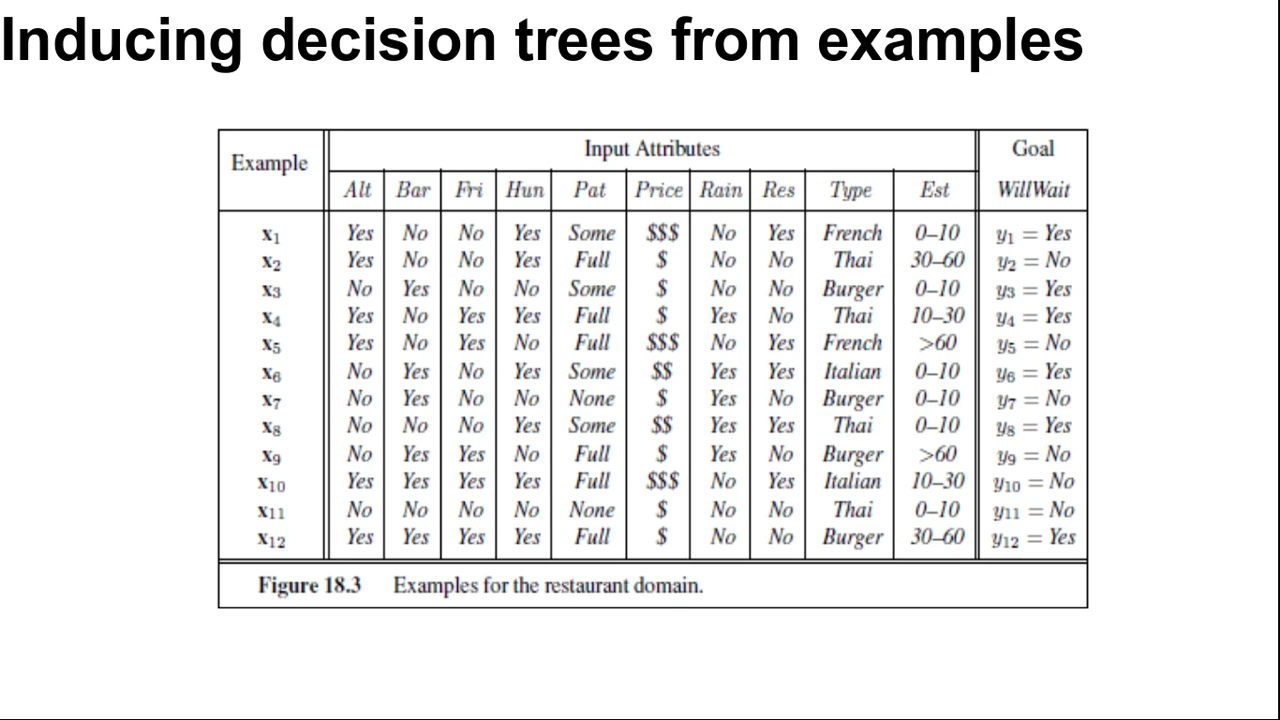 Inducing decision trees from examples
Example Input Attributes Goal
Alt Bar Fri Hun Pat Price Rain Res Type Est WillWait
x1 Yes No No Yes Some $$$ No Yes French 0–10 y1 = Yes
x2 Yes No No Yes Full $ No No Thai 30–60 y2 = No
x3 No Yes No No Some $ No No Burger 0–10 y3 = Yes
x4 Yes No Yes Yes Full $ Yes No Thai 10–30 y4 = Yes
x5 Yes No Yes No Full $$$ No Yes French >60 y5 = No
x6 No Yes No Yes Some $$ Yes Yes Italian 0–10 y6 = Yes
x7 No Yes No No None $ Yes No Burger 0–10 y7 = No
x8 No No No Yes Some $$ Yes Yes Thai 0–10 y8 = Yes
x9 No Yes Yes No Full $ Yes No Burger >60 y9 = No
x10 Yes Yes Yes Yes Full $$$ No Yes Italian 10–30 y10 = No
x11 No No No No None $ No No Thai 0–10 y11 = No
x12 Yes Yes Yes Yes Full $ No No Burger 30–60 y12 = Yes
Figure 18.3 Examples for the restaurant domain.